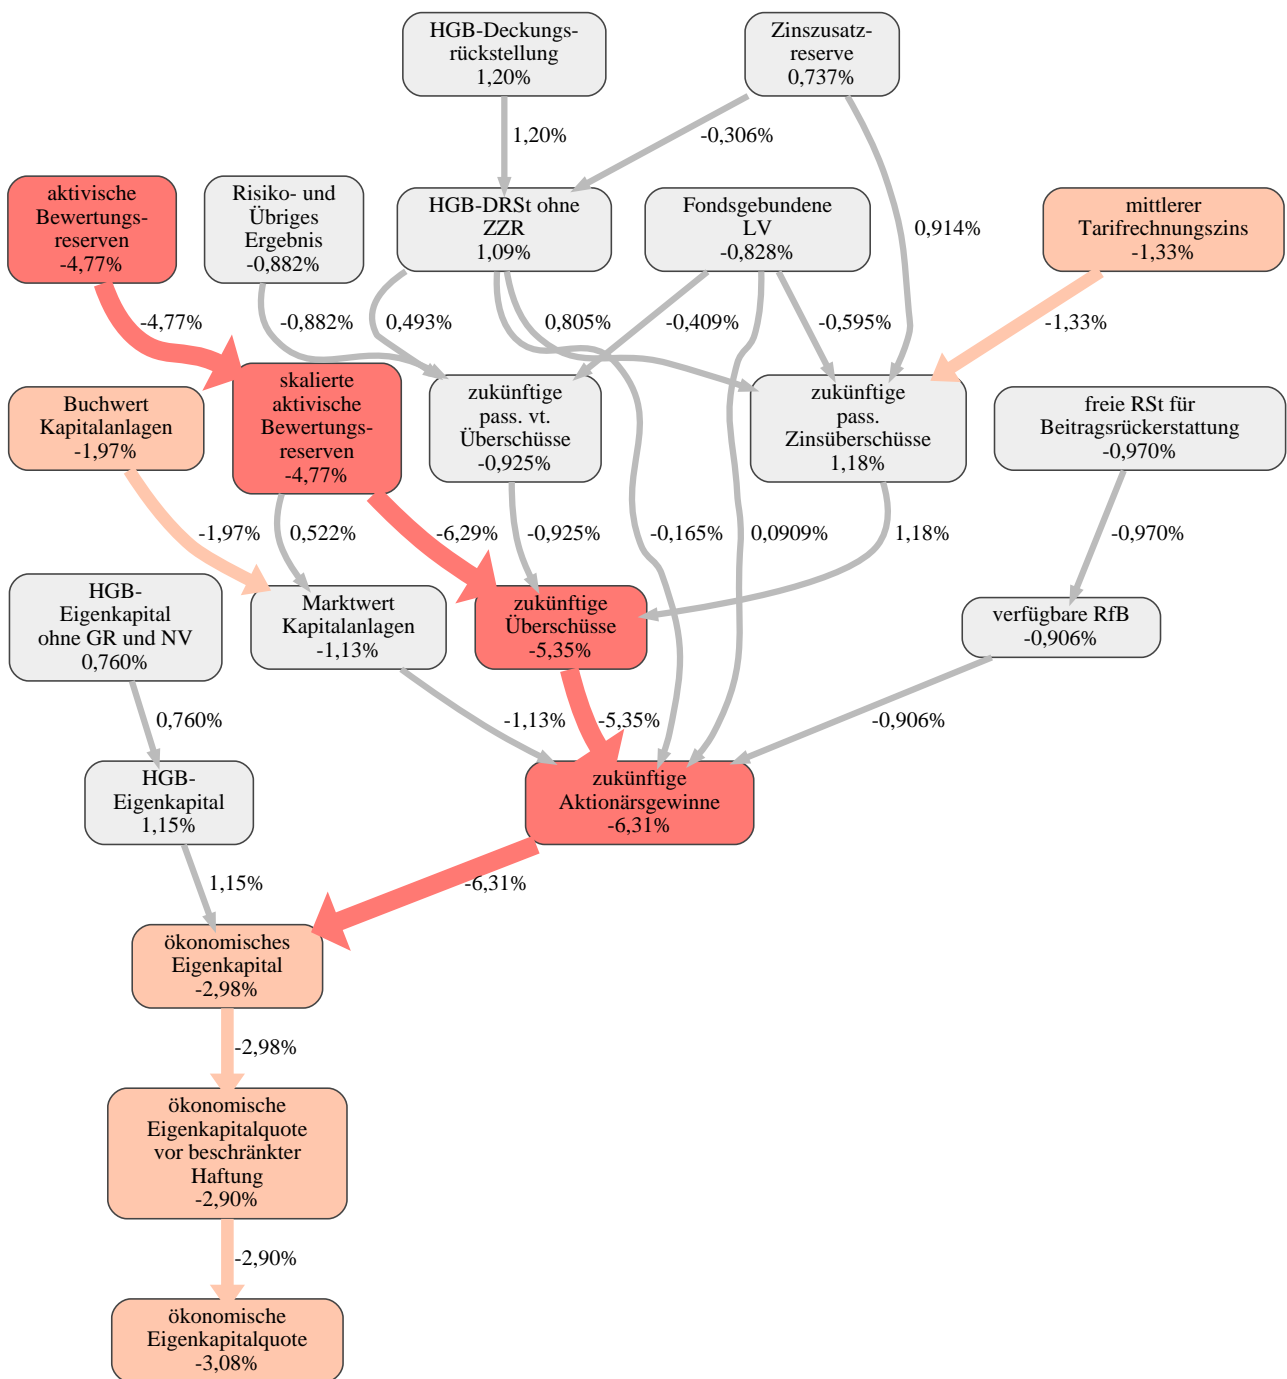 HGB-Deckungs-
rückstellung
1,20%
Zinszusatz-
reserve
0,737%
1,20%
-0,306%
aktivische
Bewertungs-
reserven
-4,77%
Risiko- und
Übriges
Ergebnis
-0,882%
HGB-DRSt ohne
ZZR
1,09%
Fondsgebundene
LV
-0,828%
0,914%
mittlerer
Tarifrechnungszins
-1,33%
-4,77%
-0,882%
0,493%
0,805%
-0,409%
-0,595%
-1,33%
Buchwert
Kapitalanlagen
-1,97%
skalierte
aktivische
Bewertungs-
reserven
-4,77%
zukünftige
pass. vt.
Überschüsse
-0,925%
zukünftige
pass.
Zinsüberschüsse
1,18%
freie RSt für
Beitragsrückerstattung
-0,970%
-1,97%
0,522%
-6,29%
-0,925%
-0,165%
0,0909%
1,18%
-0,970%
HGB-
Eigenkapital
ohne GR und NV
0,760%
Marktwert
Kapitalanlagen
-1,13%
zukünftige
Überschüsse
-5,35%
verfügbare RfB
-0,906%
0,760%
-1,13%
-5,35%
-0,906%
HGB-
Eigenkapital
1,15%
zukünftige
Aktionärsgewinne
-6,31%
1,15%
-6,31%
ökonomisches
Eigenkapital
-2,98%
-2,98%
ökonomische
Eigenkapitalquote
vor beschränkter
Haftung
-2,90%
-2,90%
ökonomische
Eigenkapitalquote
-3,08%